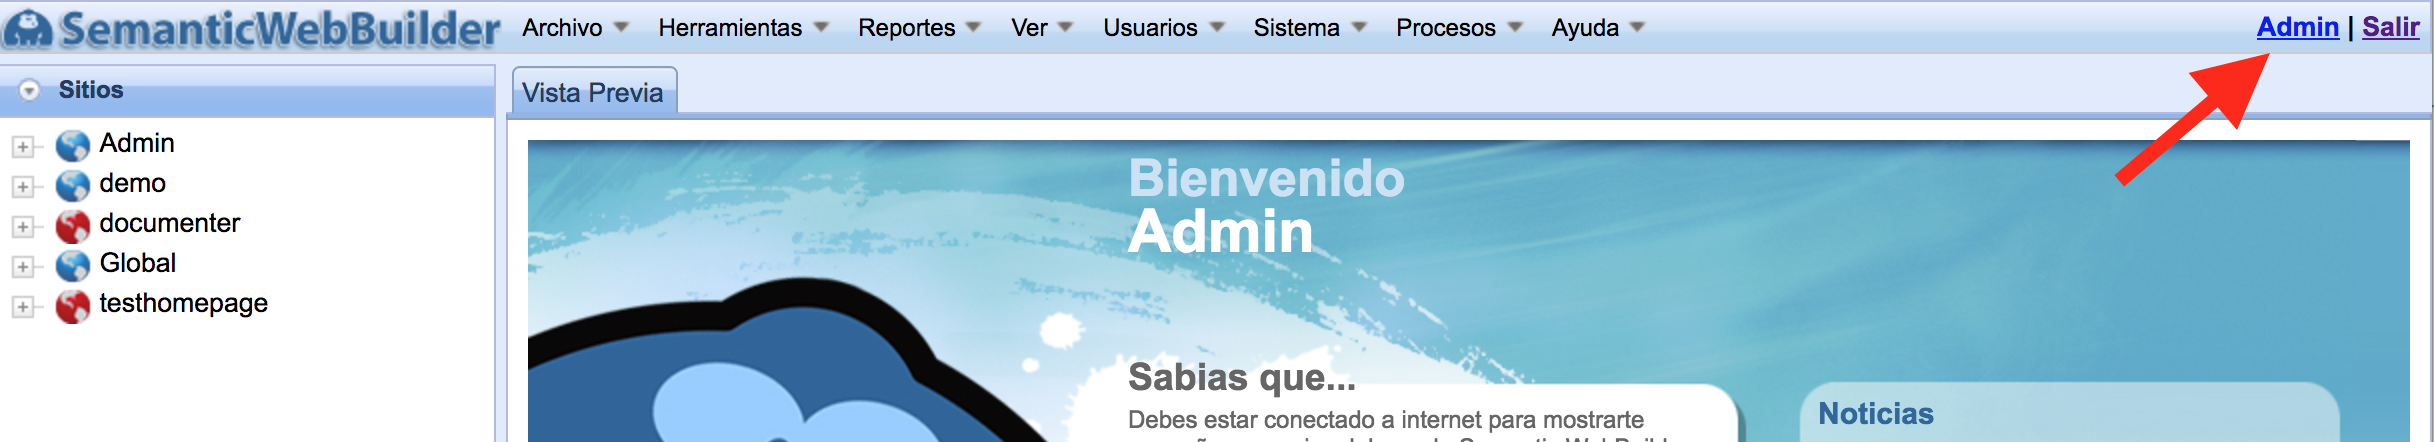 SemanticWebBuilder Archivo Herramientas Reportes Ver Usuarios Sistema Procesos Ayuda Admin | Salir
Sitios
Vista Previa
Admin
demo
documenter
Global
testhomepage
Bienvenido
Admin
Sabias que...
Debes estar conectado a internet para mostrarte
Noticias